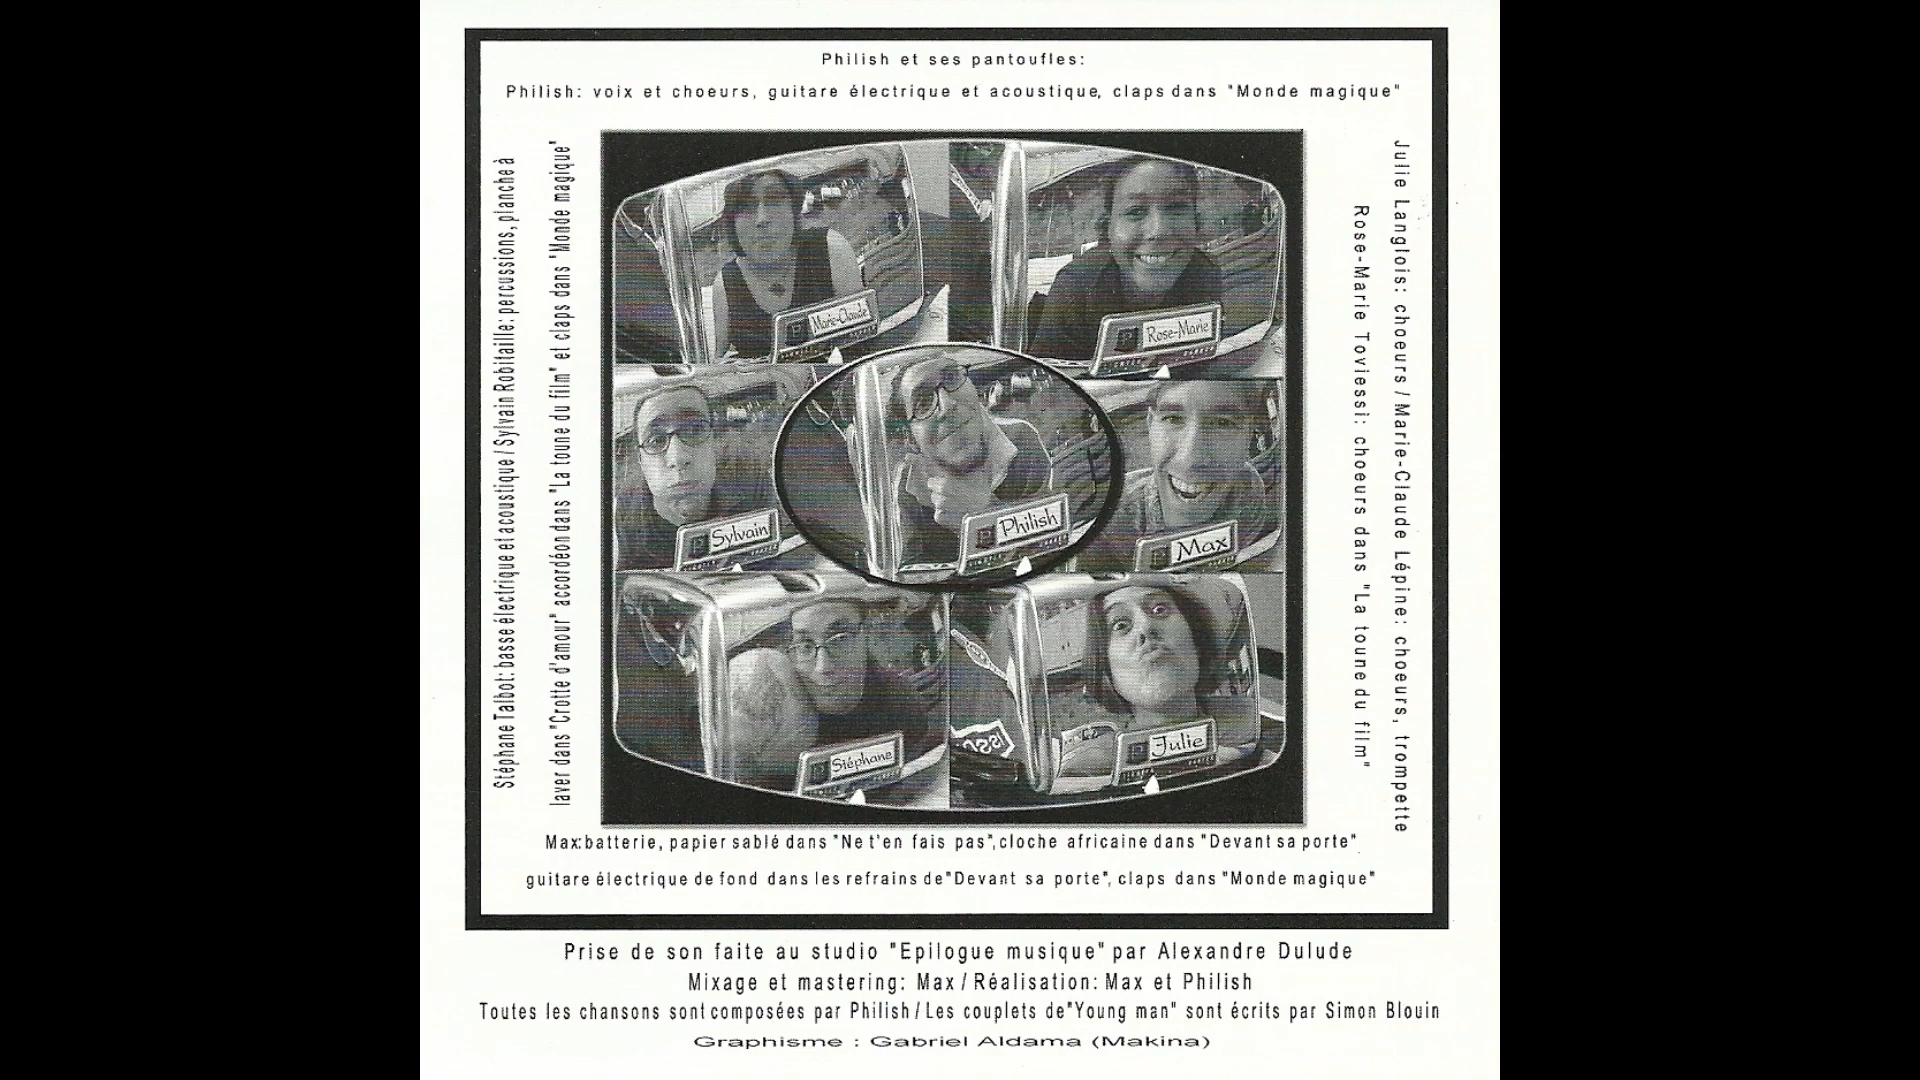 Philish et ses pantoufles:
Philish: voix et choeurs, guitare électrique et acoustique, claps dans "Monde magique"
Stéphane Talbot: basse électrique et acoustique / Sylvain Robitaille: percussions, planche à
laver dans "Crotte d'amour" accordéon dans "La toune du film" et claps dans "Monde magique"
Marie-Claude
Rose-Marie
Sylvain
Philish
Max
Stéphane
Julie
Julie Langlois: choeurs / Marie-Claude Lépine: choeurs, trompette
Rose-Marie Toviessi: choeurs dans "La toune du film"
Max:batterie, papier sablé dans "Ne t'en fais pas",cloche africaine dans "Devant sa porte"
guitare électrique de fond dans les refrains de"Devant sa porte", claps dans "Monde magique"
Prise de son faite au studio "Epilogue musique" par Alexandre Dulude
Mixage et mastering: Max / Réalisation: Max et Philish
Toutes les chansons sont composées par Philish / Les couplets de"Young man" sont écrits par Simon Blouin
Graphisme : Gabriel Aldama (Makina)